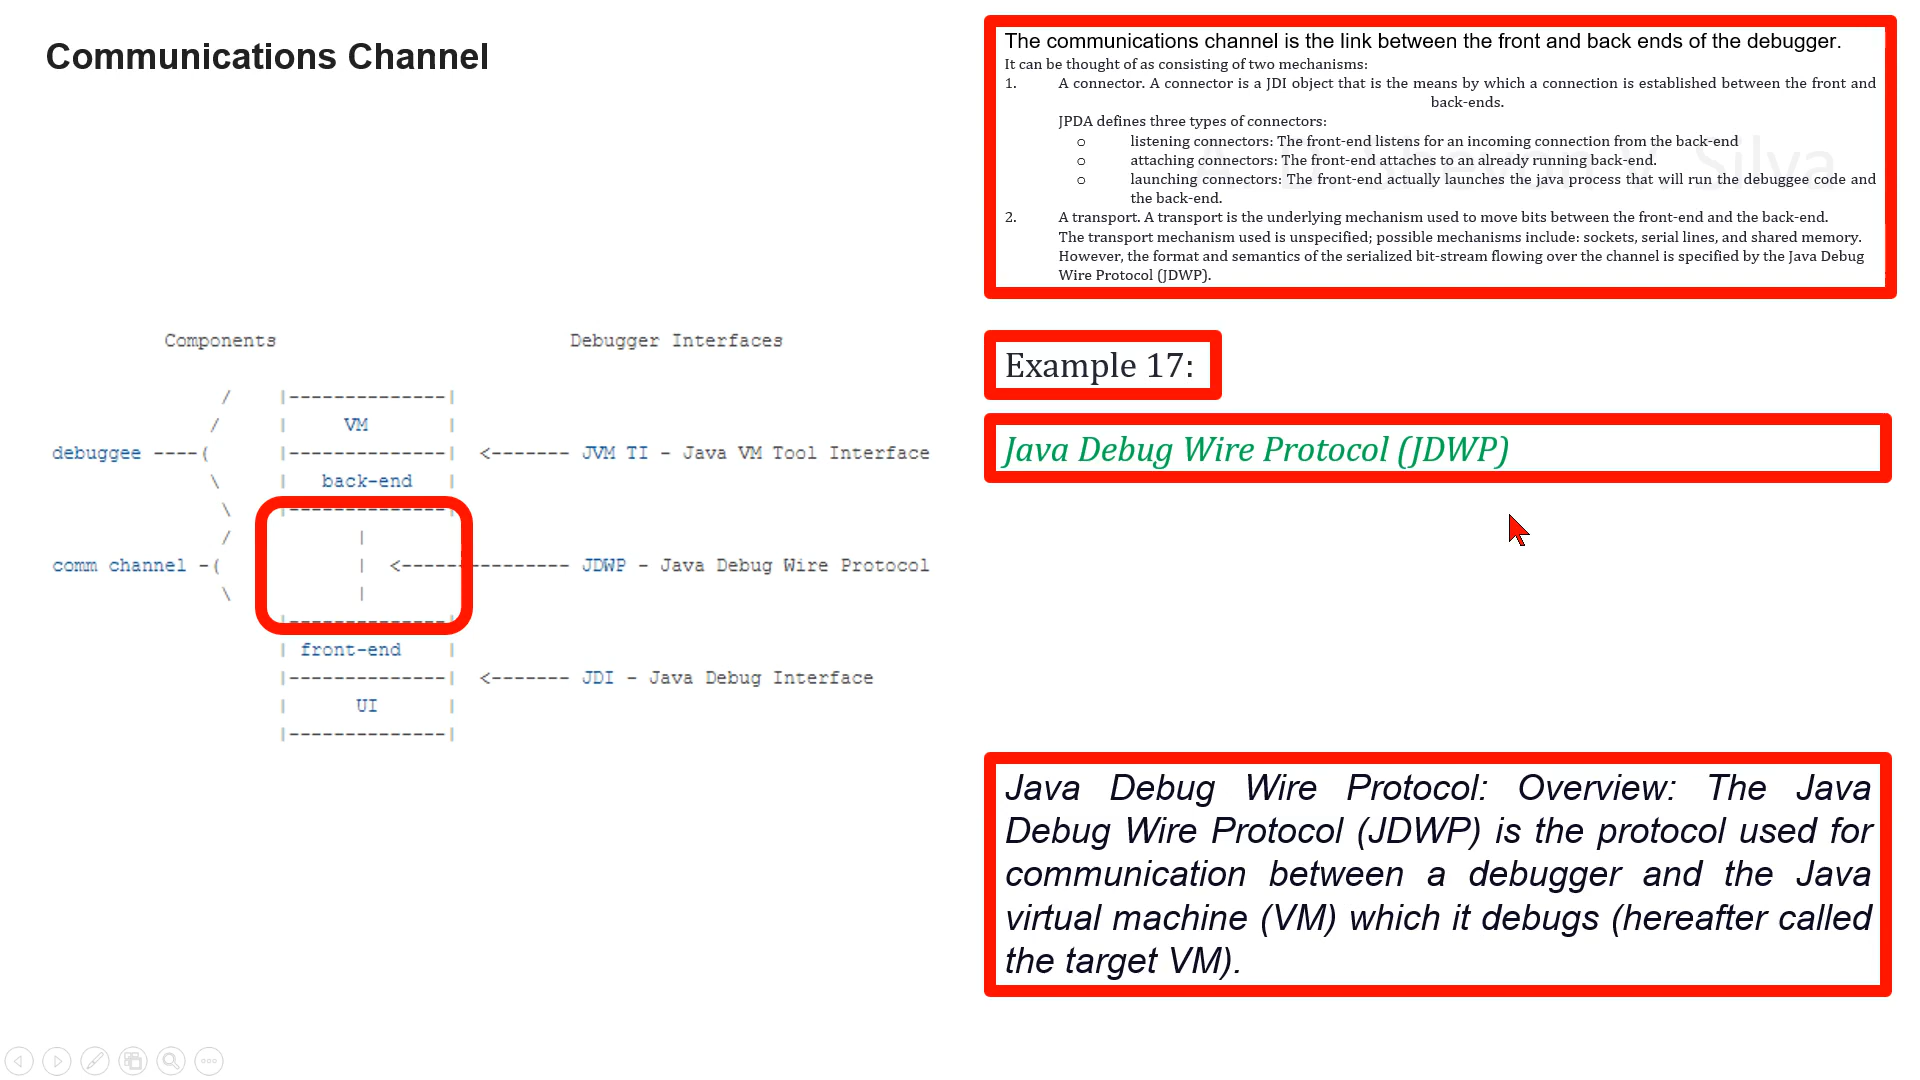 Communications Channel
The communications channel is the link between the front and back ends of the debugger.
It can be thought of as consisting of two mechanisms:
1. A connector. A connector is a JDI object that is the means by which a connection is established between the front and
back-ends.
JPDA defines three types of connectors:
o listening connectors: The front-end listens for an incoming connection from the back-end
o attaching connectors: The front-end attaches to an already running back-end.
o launching connectors: The front-end actually launches the java process that will run the debuggee code and
the back-end.
2. A transport. A transport is the underlying mechanism used to move bits between the front-end and the back-end.
The transport mechanism used is unspecified; possible mechanisms include: sockets, serial lines, and shared memory.
However, the format and semantics of the serialized bit-stream flowing over the channel is specified by the Java Debug
Wire Protocol (JDWP).
Silva
Components Debugger Interfaces
/ |--------------|
/ | VM |
debuggee ----( |--------------| <------- JVM TI - Java VM Tool Interface
\ | back-end |
\ |--------------|
/ |
comm channel -( | <--------------- JDWP - Java Debug Wire Protocol
\ |
|--------------|
| front-end |
|--------------| <------- JDI - Java Debug Interface
| UI |
|--------------|
Example 17:
Java Debug Wire Protocol (JDWP)
Java Debug Wire Protocol: Overview: The Java
Debug Wire Protocol (JDWP) is the protocol used for
communication between a debugger and the Java
virtual machine (VM) which it debugs (hereafter called
the target VM).